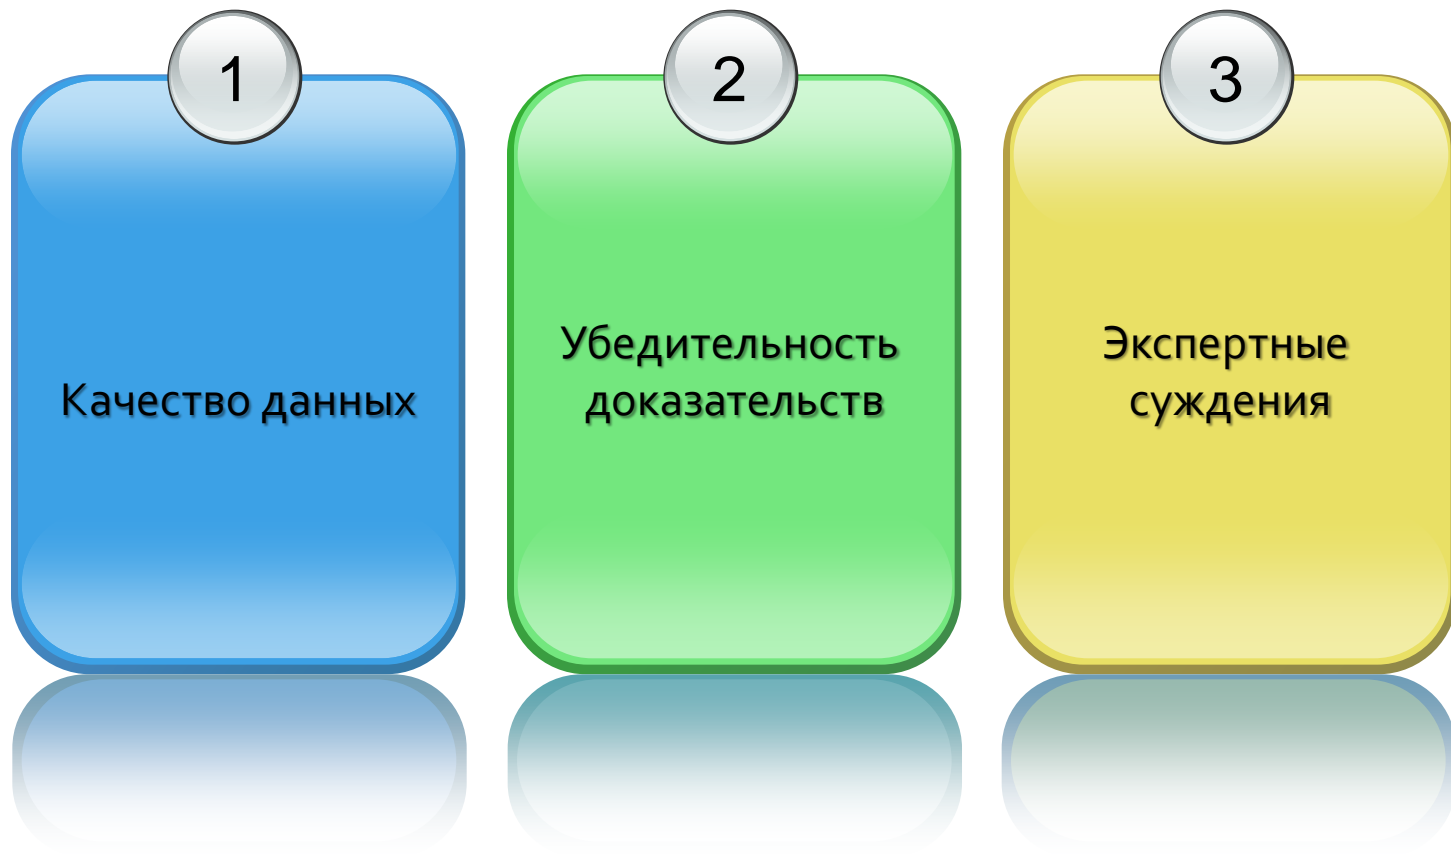 1
Качество данных
2
Убедительность
доказательств
3
Экспертные
суждения